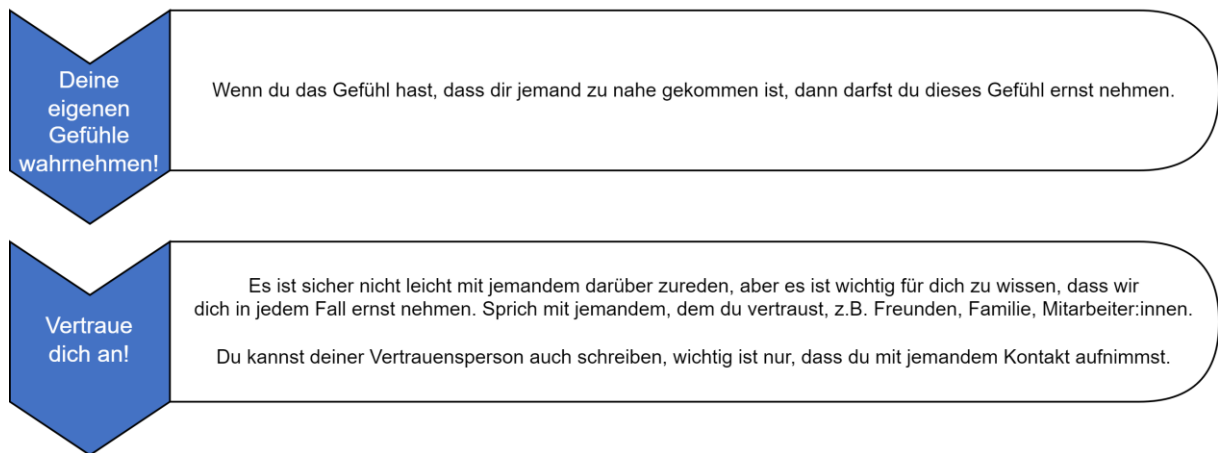 Deine
eigenen
Gefühle
wahrnehmen!
Wenn du das Gefühl hast, dass dir jemand zu nahe gekommen ist, dann darfst du dieses Gefühl ernst nehmen.
Vertraue
dich an!
Es ist sicher nicht leicht mit jemandem darüber zureden, aber es ist wichtig für dich zu wissen, dass wir
dich in jedem Fall ernst nehmen. Sprich mit jemandem, dem du vertraust, z.B. Freunden, Familie, Mitarbeiter:innen.
Du kannst deiner Vertrauensperson auch schreiben, wichtig ist nur, dass du mit jemandem Kontakt aufnimmst.